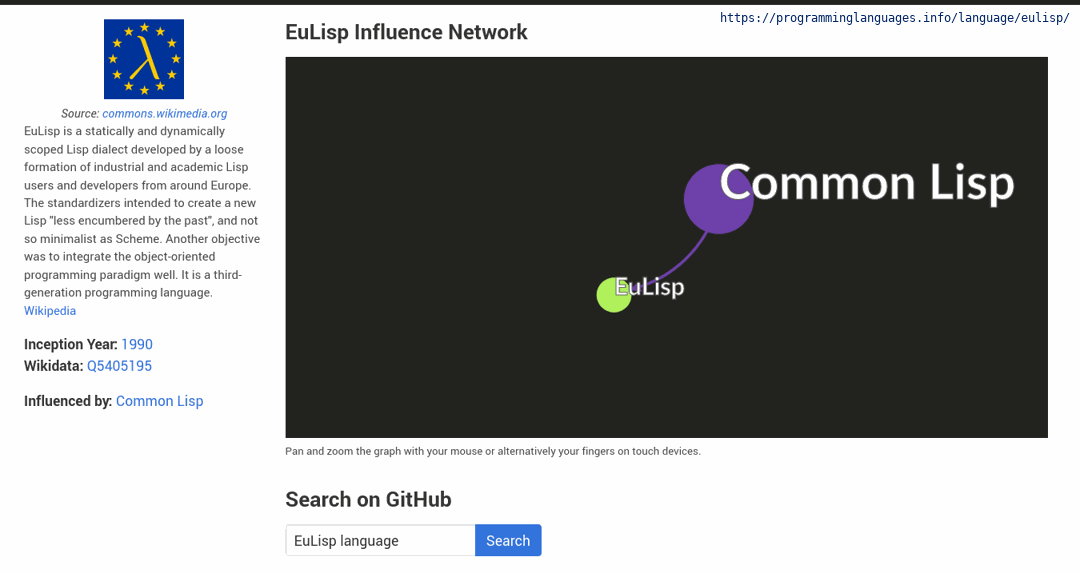 https://programminglanguages.info/language/eulisp/
λ
Source: commons.wikimedia.org
EuLisp is a statically and dynamically
scoped Lisp dialect developed by a loose
formation of industrial and academic Lisp
users and developers from around Europe.
The standardizers intended to create a new
Lisp "less encumbered by the past", and not
so minimalist as Scheme. Another objective
was to integrate the object-oriented
programming paradigm well. It is a third-
generation programming language.
Wikipedia
Inception Year: 1990
Wikidata: Q5405195
Influenced by: Common Lisp
EuLisp Influence Network
Common Lisp
EuLisp
Pan and zoom the graph with your mouse or alternatively your fingers on touch devices.
Search on GitHub
EuLisp language
Search